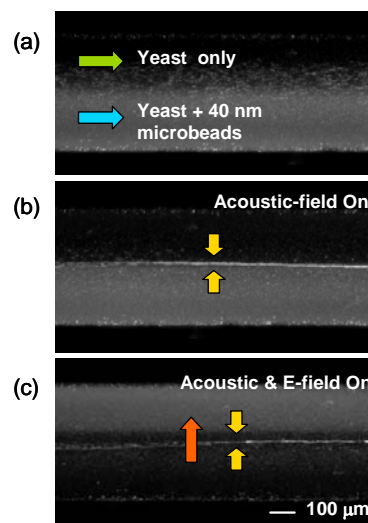 (a)
Yeast only
Yeast + 40 nm
microbeads
(b)
Acoustic-field On
(c)
Acoustic & E-field On
100 μm